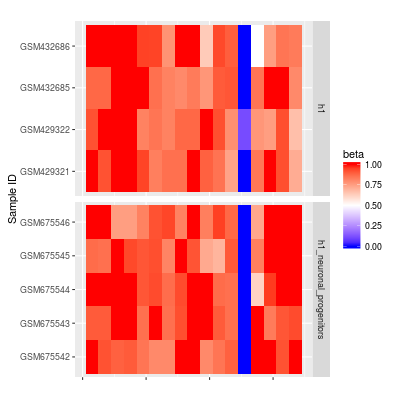 GSM432686
GSM432685
GSM429322
GSM429321
h1
GSM675546
GSM675545
GSM675544
GSM675543
GSM675542
h1_neuronal_progenitors
Sample ID
beta
1.00
0.75
0.50
0.25
0.00